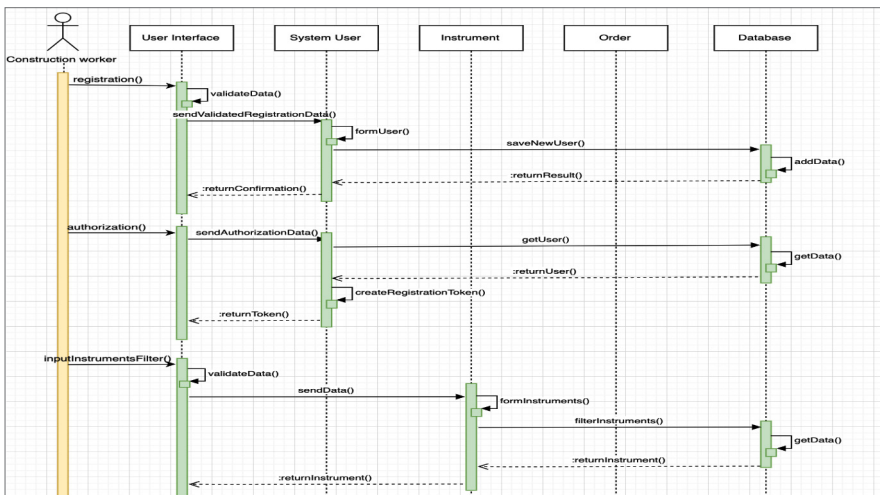 User Interface
System User
Instrument
Order
Database
Construction worker
registration()
validateData()
sendValidatedRegistrationData()
formUser()
saveNewUser()
addData()
:returnResult()
:returnConfirmation()
authorization()
sendAuthorizationData()
getUser()
getData()
:returnUser()
createRegistrationToken()
:returnToken()
inputInstrumentsFilter()
validateData()
sendData()
formInstruments()
filterInstruments()
getData()
:returnInstrument()
:returnInstrument()